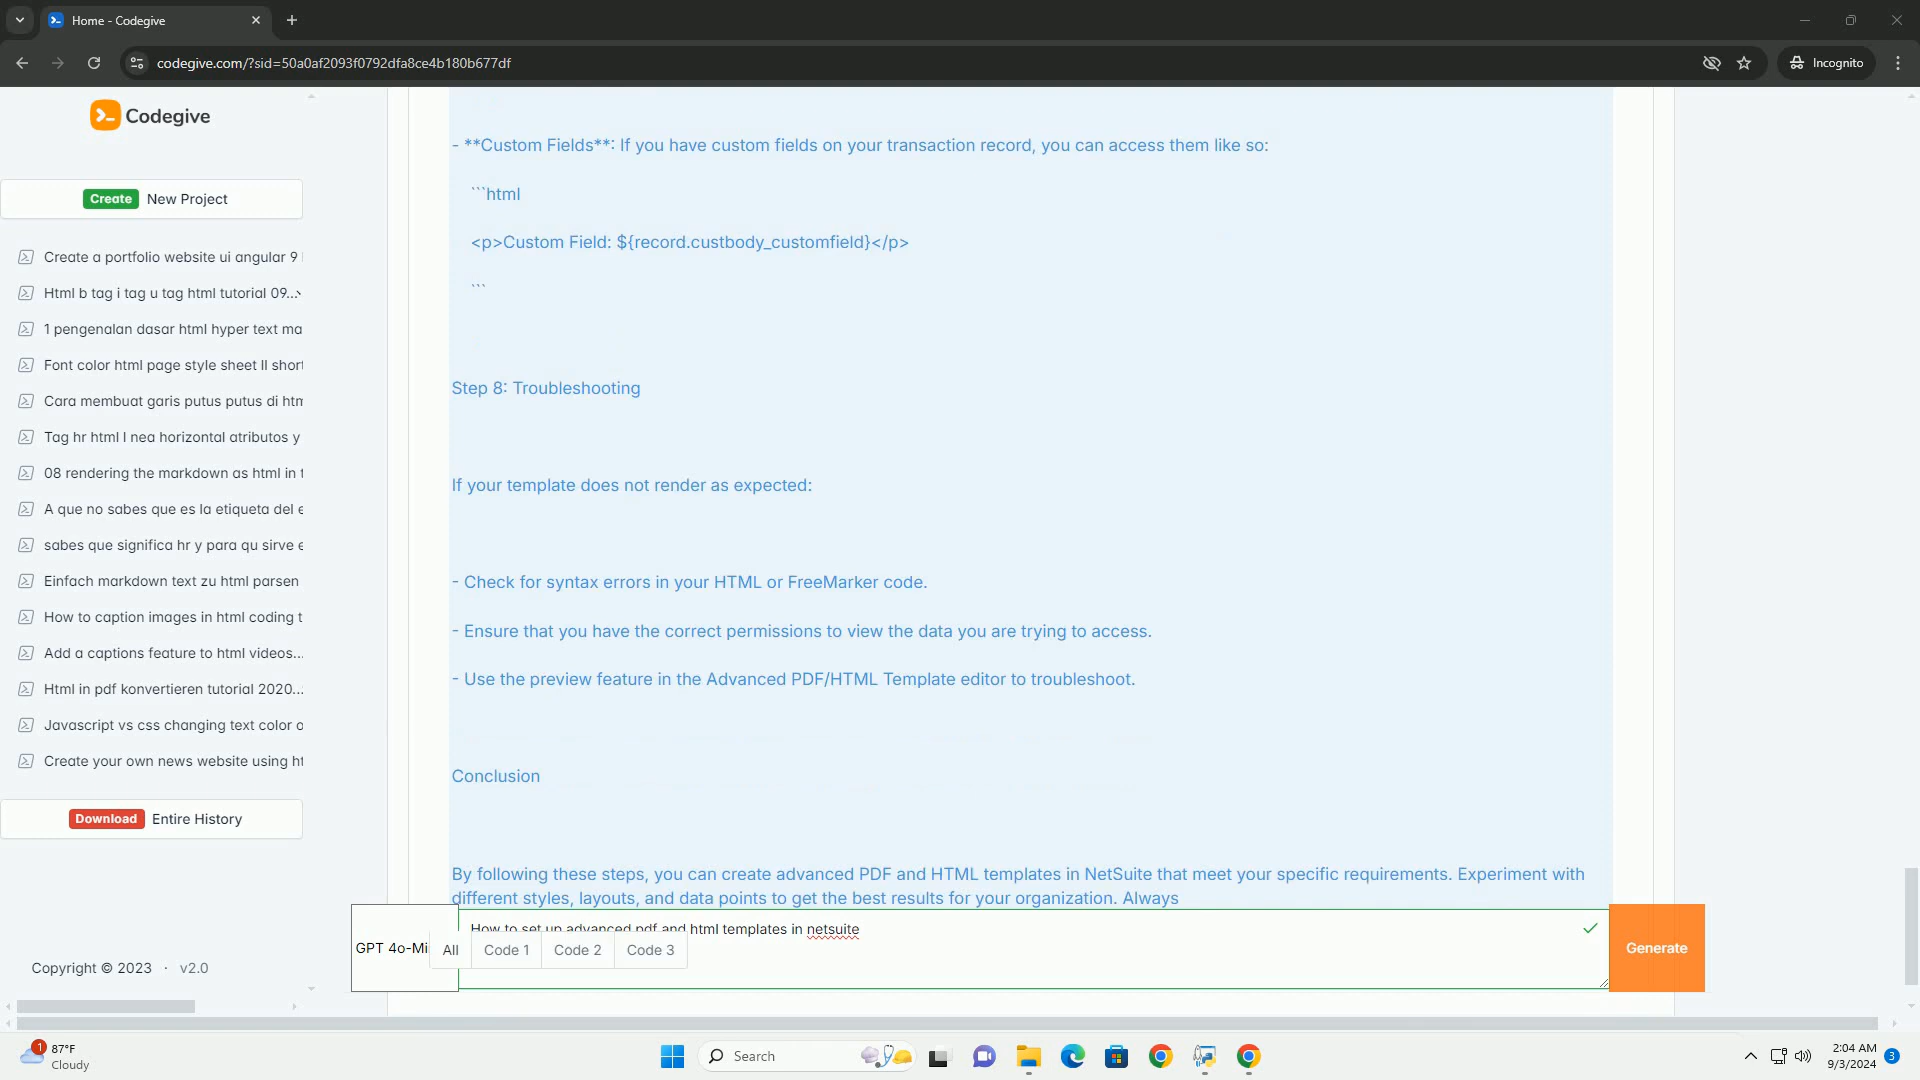 Home - Codegive
codegive.com/?sid=50a0af2093f0792dfa8ce4b180b677df
Incognito
Codegive
Create New Project
Create a portfolio website ui angular 9
Html b tag i tag u tag html tutorial 09...
1 pengenalan dasar html hyper text ma
Font color html page style sheet ll short
Cara membuat garis putus putus di htm
Tag hr html l nea horizontal atributos y
08 rendering the markdown as html in t
A que no sabes que es la etiqueta del e
sabes que significa hr y para qu sirve e
Einfach markdown text zu html parsen
How to caption images in html coding t
Add a captions feature to html videos...
Html in pdf konvertieren tutorial 2020...
Javascript vs css changing text color o
Create your own news website using ht
Download Entire History
Copyright © 2023 · v2.0
- **Custom Fields**: If you have custom fields on your transaction record, you can access them like so:
```html
<p>Custom Field: ${record.custbody_customfield}</p>
```
Step 8: Troubleshooting
If your template does not render as expected:
- Check for syntax errors in your HTML or FreeMarker code.
- Ensure that you have the correct permissions to view the data you are trying to access.
- Use the preview feature in the Advanced PDF/HTML Template editor to troubleshoot.
Conclusion
By following these steps, you can create advanced PDF and HTML templates in NetSuite that meet your specific requirements. Experiment with
different styles, layouts, and data points to get the best results for your organization. Always
How to set up advanced pdf and html templates in netsuite
GPT 4o-Mi
All Code 1 Code 2 Code 3
Generate
1
87°F
Cloudy
Search
2:04 AM
9/3/2024
3